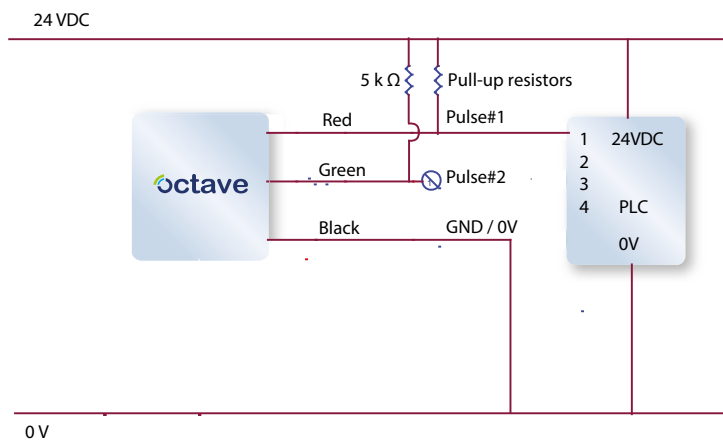 24 VDC
5 k Ω
Pull-up resistors
Red
Pulse#1
1 24VDC
2
3
4 PLC
0V
octave
Green
Pulse#2
Black
GND / 0V
0 V